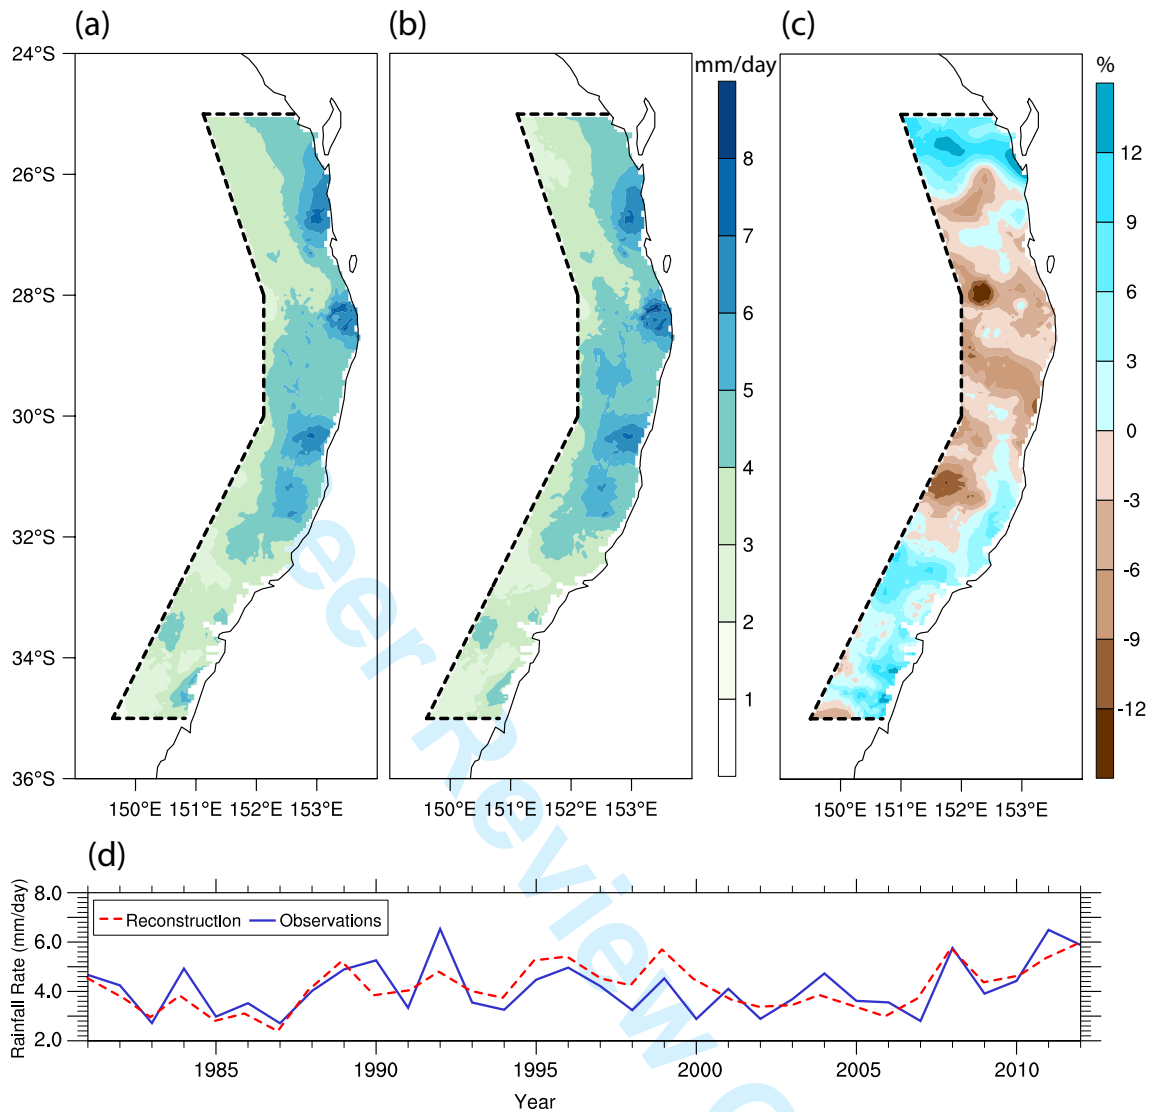 (a) (b) (c)
mm/day %
24°S
26°S
28°S
30°S
32°S
34°S
36°S
8
7
6
5
4
3
2
1
12
9
6
3
0
-3
-6
-9
-12
150°E 151°E 152°E 153°E
150°E 151°E 152°E 153°E
150°E 151°E 152°E 153°E
eer Review
(d)
Rainfall Rate (mm/day)
8.0
6.0
4.0
2.0
Reconstruction Observations
1985 1990 1995 2000 2005 2010
Year